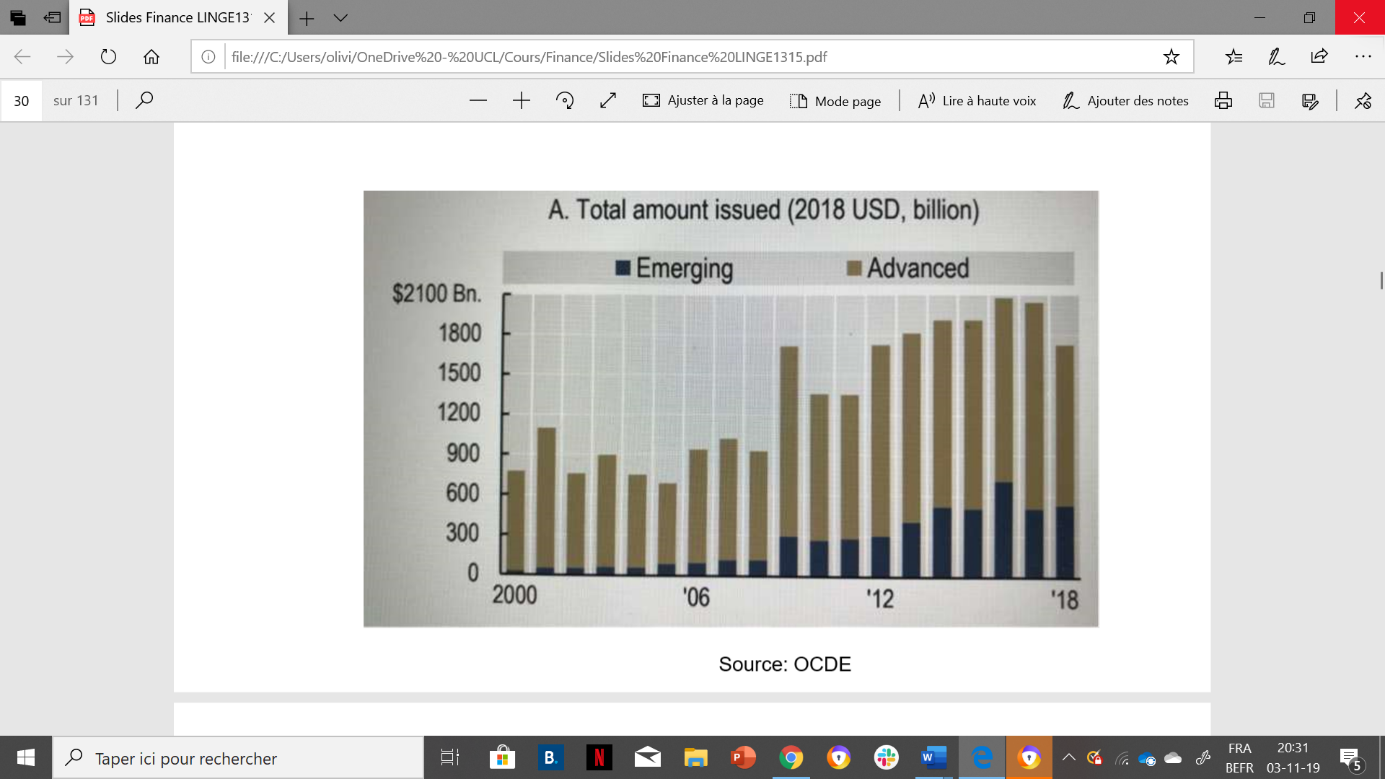 Slides Finance LINGE13
file:///C:/Users/olivi/OneDrive%20-%20UCL/Cours/Finance/Slides%20Finance%20LINGE1315.pdf
30 sur 131 Ajuster à la page Mode page Lire à haute voix Ajouter des notes
A. Total amount issued (2018 USD, billion)
Emerging Advanced
$2100 Bn.
1800
1500
1200
900
600
300
0
2000 '06 '12 '18
Source: OCDE
Taper ici pour rechercher
FRA 20:31
BEFR 03-11-19
5